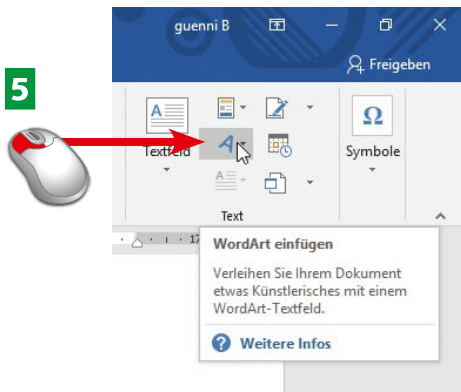 guenni B
Freigeben
5
A
Ω
Textfeld
A
Symbole
A
Text
17
WordArt einfügen
Verleihen Sie Ihrem Dokument
etwas Künstlerisches mit einem
WordArt-Textfeld.
? Weitere Infos